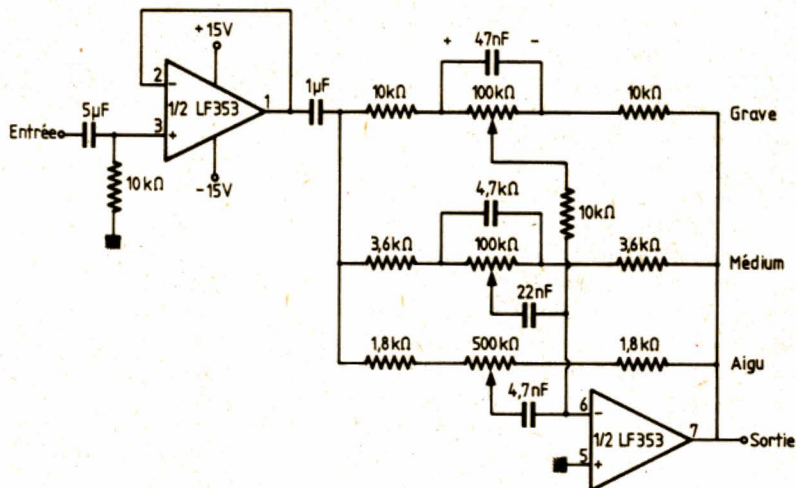 +15V
47nF
+ −
2
−
1µF
10kΩ
100kΩ
10kΩ
1/2 LF353
1
Grave
5µF
Entrée
3
+
10kΩ
−15V
4,7kΩ
10kΩ
3,6kΩ
100kΩ
3,6kΩ
Médium
22nF
1,8kΩ
500kΩ
1,8kΩ
Aigu
4,7nF
6
−
1/2 LF353
7
Sortie
5
+